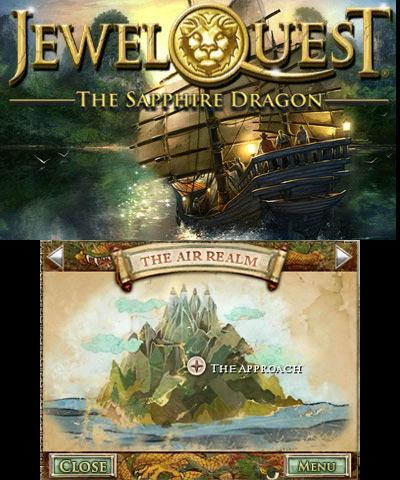 JEWEL QUEST®
THE SAPPHIRE DRAGON
THE AIR REALM
THE APPROACH
CLOSE
MENU